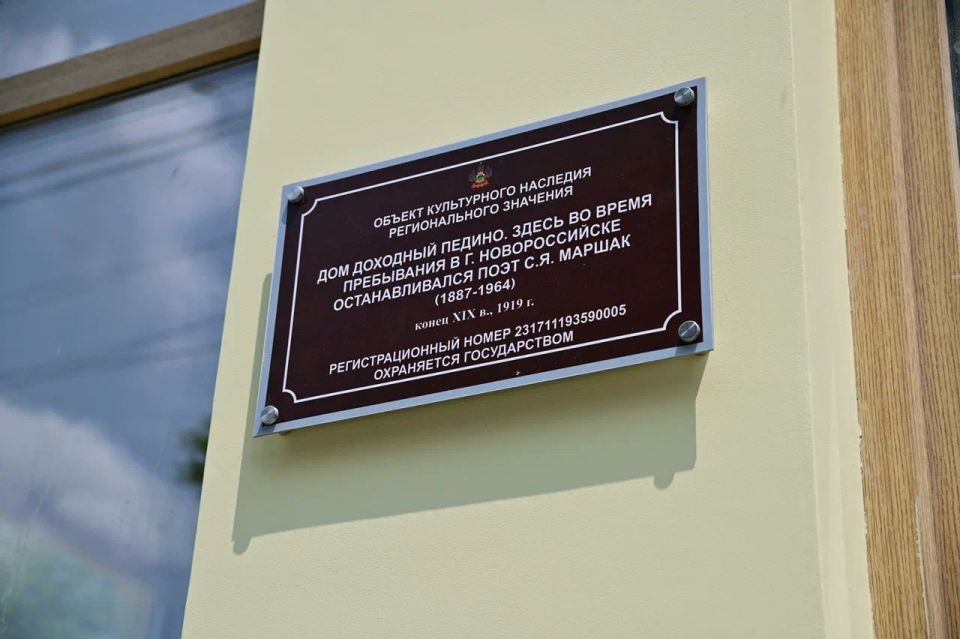 ОБЪЕКТ КУЛЬТУРНОГО НАСЛЕДИЯ
РЕГИОНАЛЬНОГО ЗНАЧЕНИЯ
ДОМ ДОХОДНЫЙ ПЕДИНО. ЗДЕСЬ ВО ВРЕМЯ
ПРЕБЫВАНИЯ В Г. НОВОРОССИЙСКЕ
ОСТАНАВЛИВАЛСЯ ПОЭТ С.Я. МАРШАК
(1887-1964)
конец XIX в., 1919 г.
РЕГИСТРАЦИОННЫЙ НОМЕР 231711193590005
ОХРАНЯЕТСЯ ГОСУДАРСТВОМ